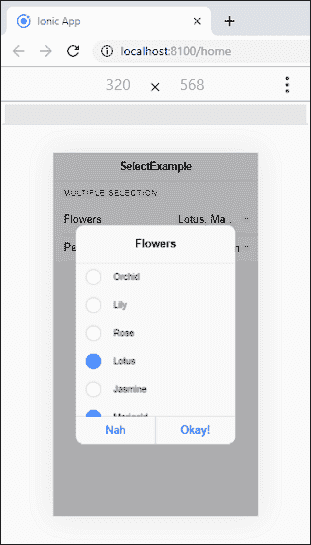 Ionic App
localhost:8100/home
320 × 568
SelectExample
MULTIPLE SELECTION
Flowers Lotus, Ma...
Flowers
Orchid
Lily
Rose
Lotus
Jasmine
Marigold
Nah Okay!